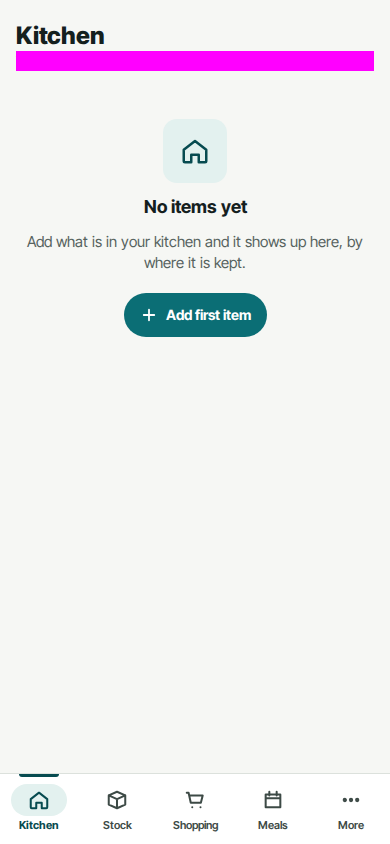 Kitchen
No items yet
Add what is in your kitchen and it shows up here, by
where it is kept.
Add first item
Kitchen
Stock
Shopping
Meals
More